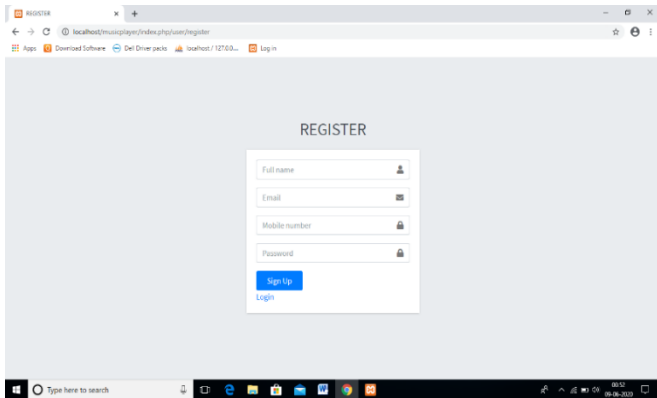 REGISTER
localhost/musicplayer/index.php/user/register
Apps Download Software Dell Driver packs localhost / 127.0.0... Log in
REGISTER
Full name
Email
Mobile number
Password
Sign Up
Login
Type here to search
06:52
09-06-2020